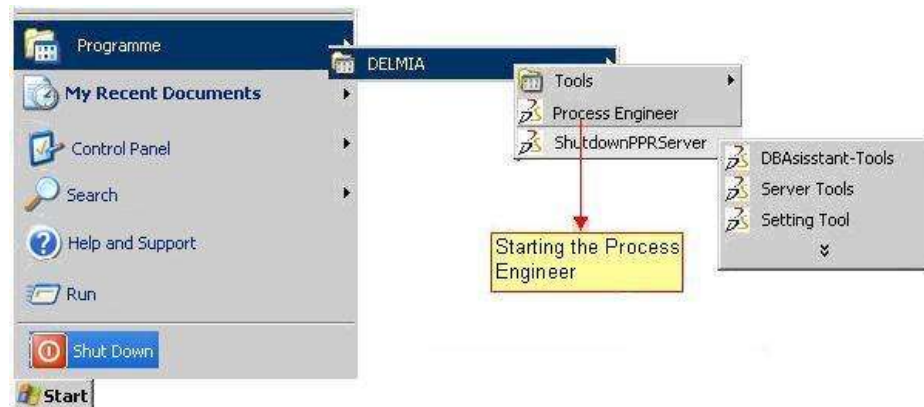 Programme
My Recent Documents
Control Panel
Search
Help and Support
Run
Shut Down
Start
DELMIA
Tools
Process Engineer
ShutdownPPRServer
DBAsisstant-Tools
Server Tools
Setting Tool
Starting the Process
Engineer